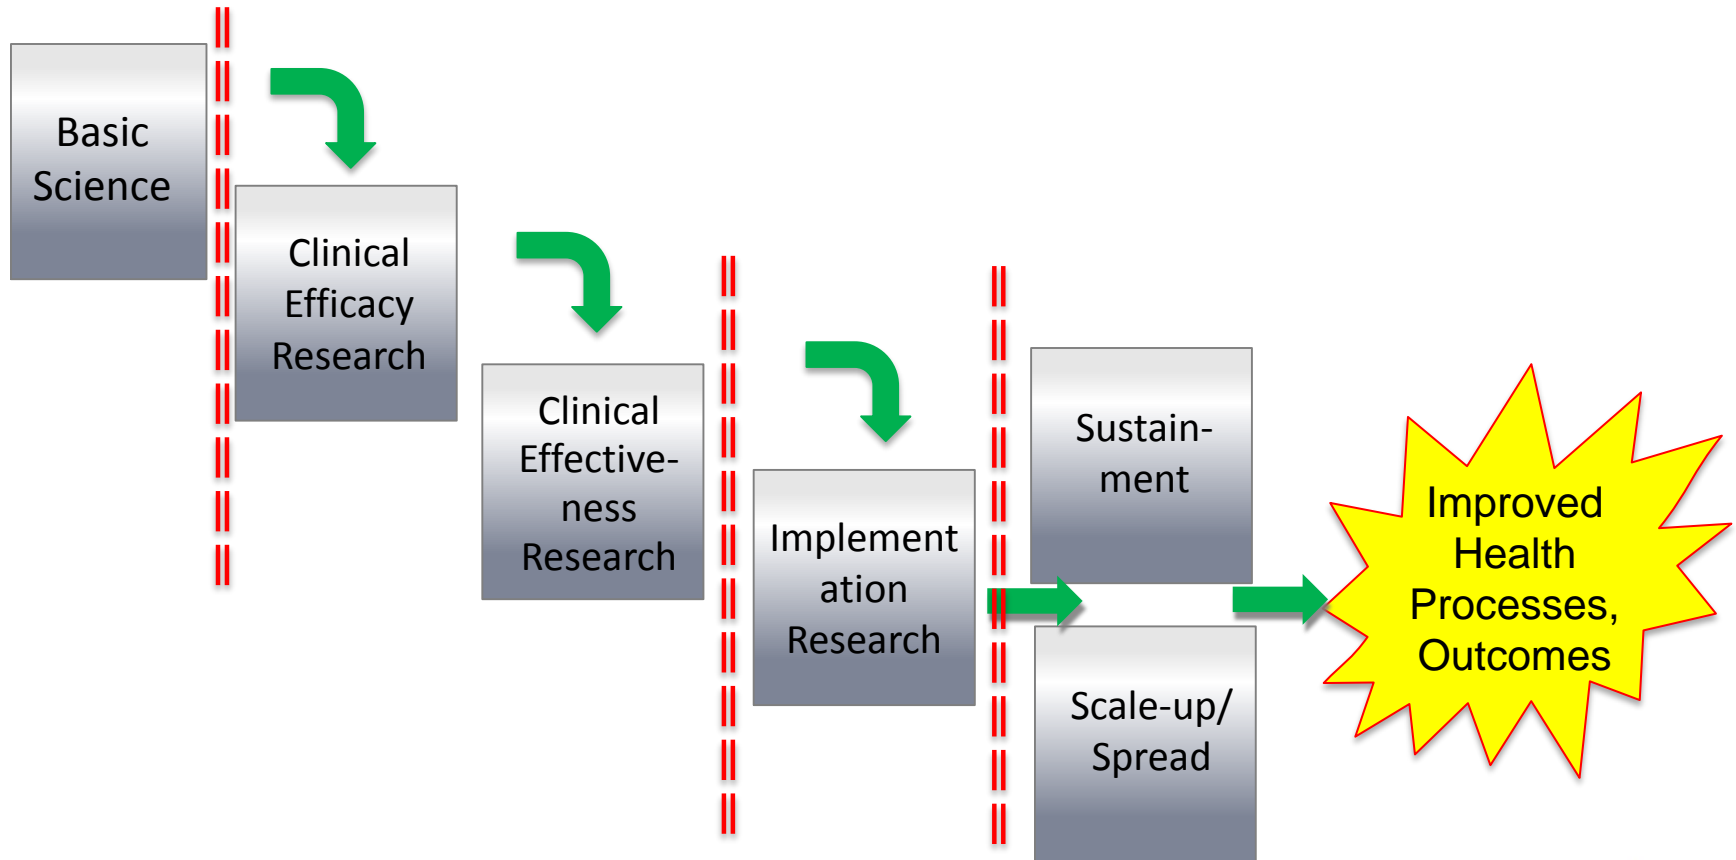 Basic
Science
Clinical
Efficacy
Research
Clinical
Effective-
ness
Research
Implement
ation
Research
Sustain-
ment
Scale-up/
Spread
Improved
Health
Processes,
Outcomes